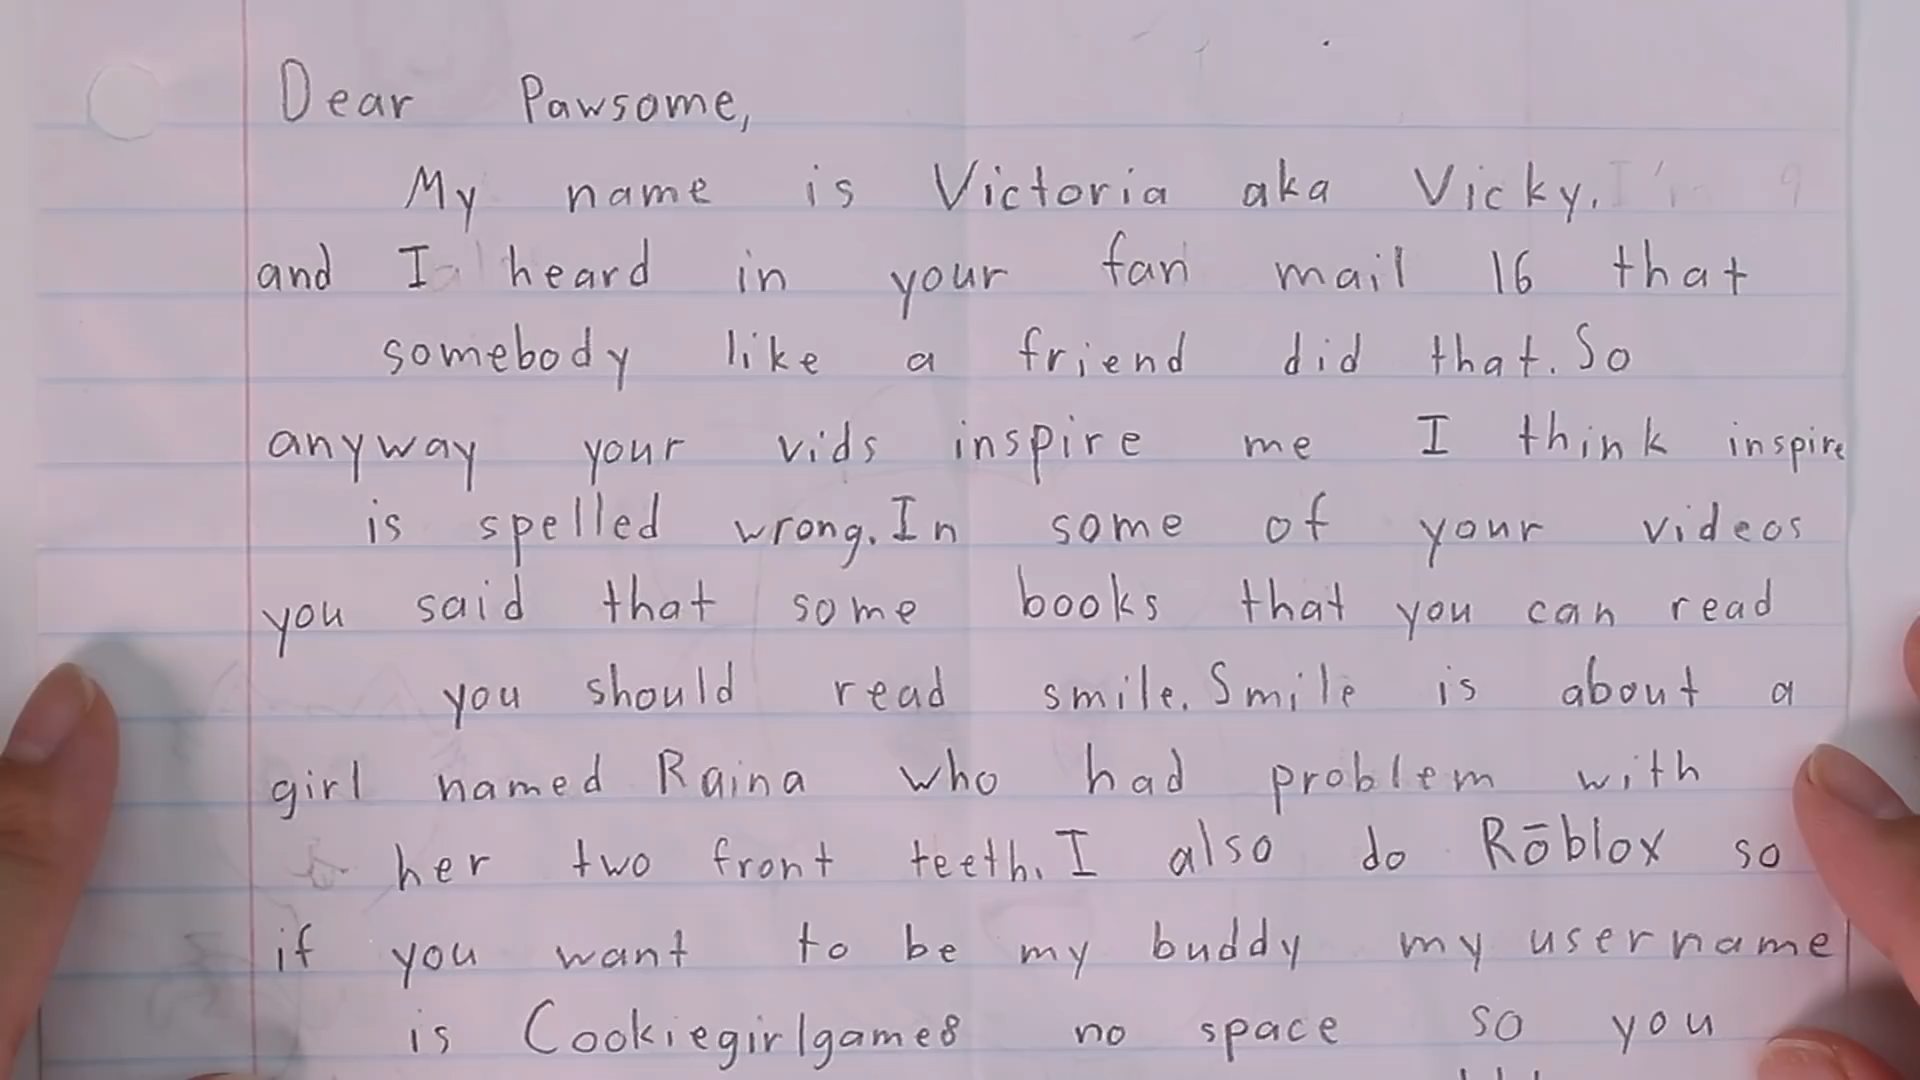 Dear Pawsome,
My name is Victoria aka Vicky. I'm 9
and I heard in your fan mail 16 that
somebody like a friend did that. So
anyway your vids inspire me I think inspire
is spelled wrong. In some of your videos
you said that some books that you can read
you should read smile. Smile is about a
girl named Raina who had problem with
her two front teeth. I also do Rōblox so
if you want to be my buddy my username
is Cookiegirlgame8 no space so you